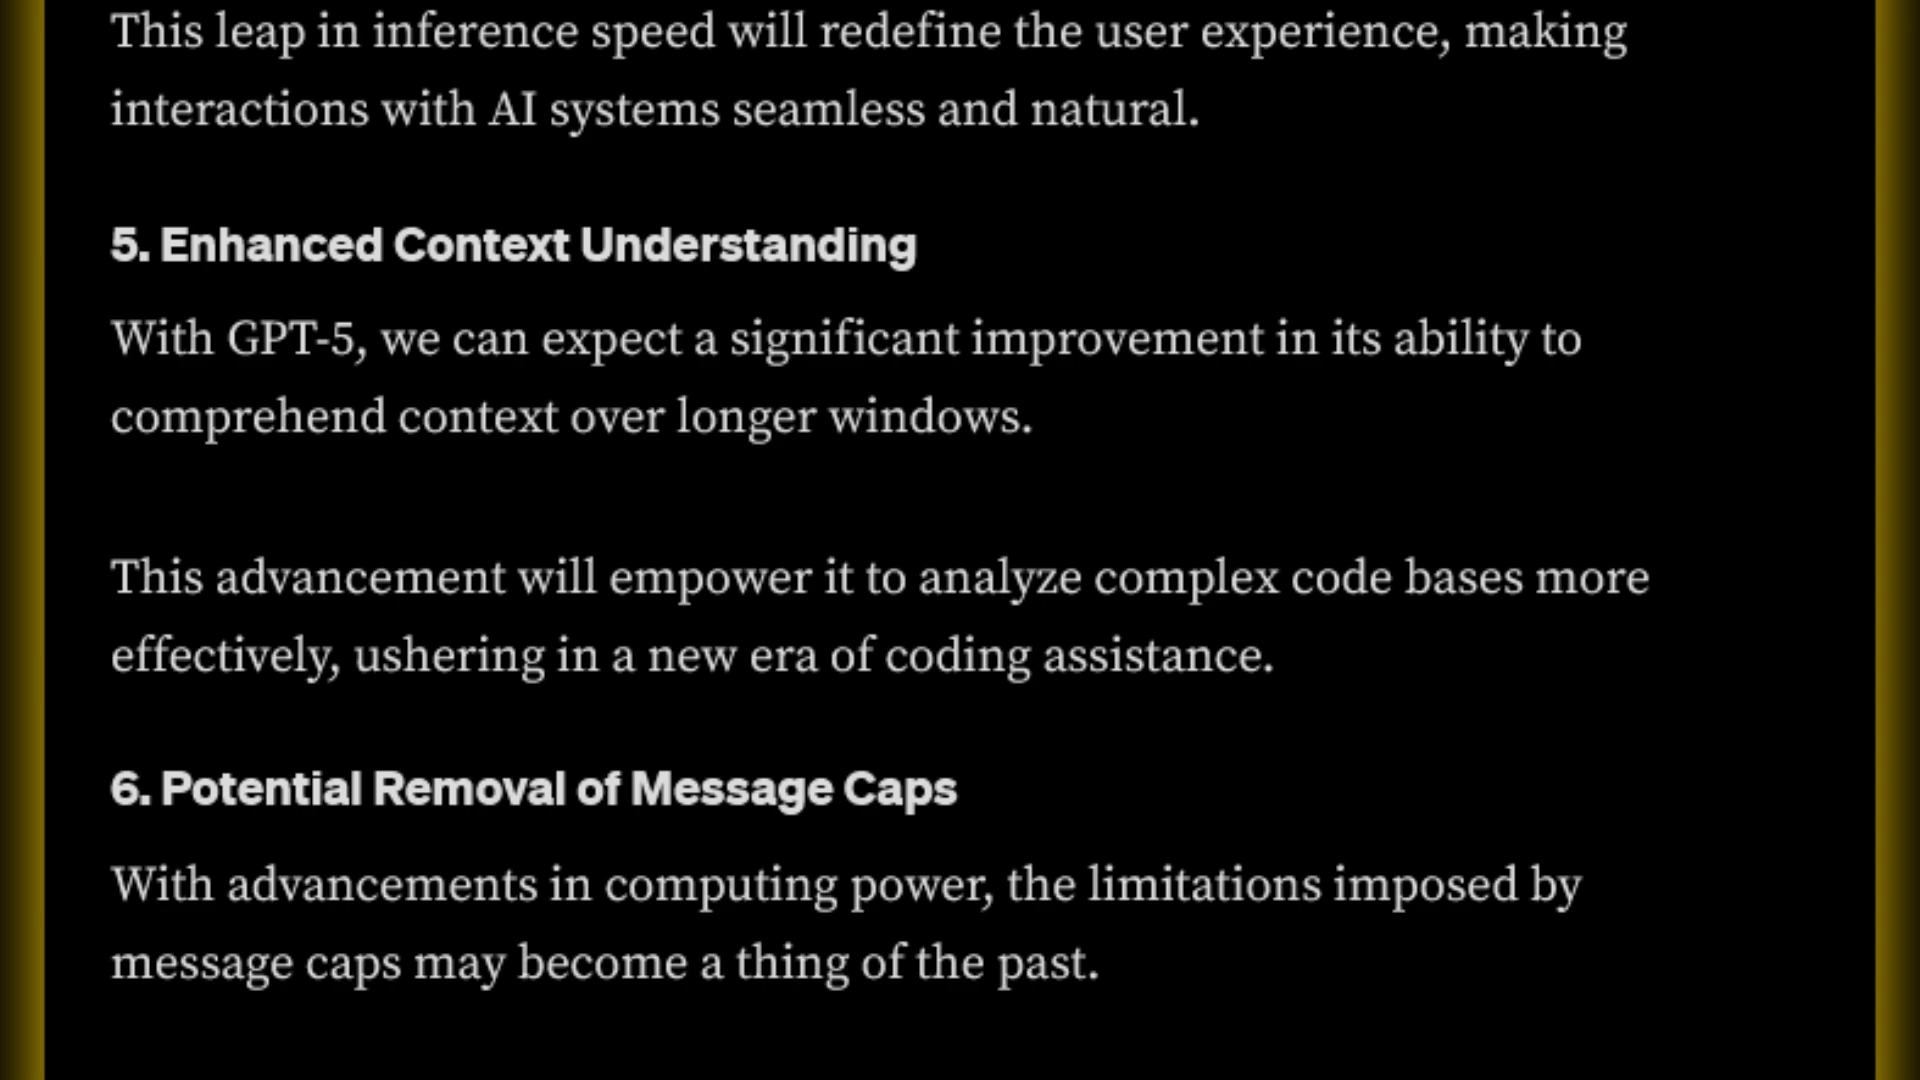 This leap in inference speed will redefine the user experience, making
interactions with AI systems seamless and natural.
5. Enhanced Context Understanding
With GPT-5, we can expect a significant improvement in its ability to
comprehend context over longer windows.
This advancement will empower it to analyze complex code bases more
effectively, ushering in a new era of coding assistance.
6. Potential Removal of Message Caps
With advancements in computing power, the limitations imposed by
message caps may become a thing of the past.